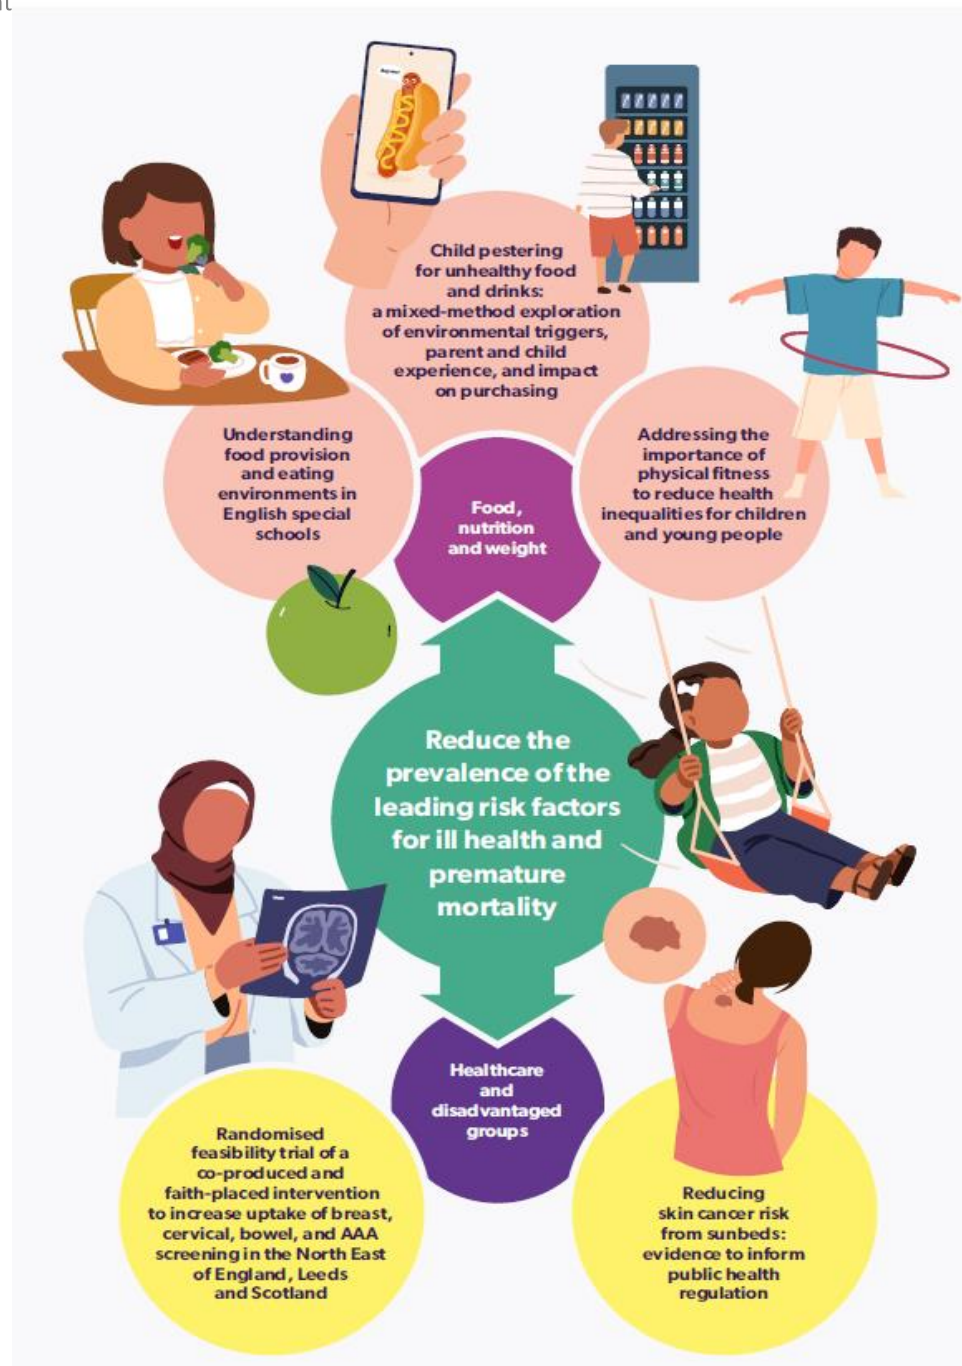 Child pestering
for unhealthy food
and drinks:
a mixed-method exploration
of environmental triggers,
parent and child
experience, and impact
on purchasing
Understanding
food provision
and eating
environments in
English special
schools
Addressing the
importance of
physical fitness
to reduce health
inequalities for children
and young people
Food,
nutrition
and weight
Reduce the
prevalence of the
leading risk factors
for ill health and
premature
mortality
Healthcare
and
disadvantaged
groups
Randomised
feasibility trial of a
co-produced and
faith-placed intervention
to increase uptake of breast,
cervical, bowel, and AAA
screening in the North East
of England, Leeds
and Scotland
Reducing
skin cancer risk
from sunbeds:
evidence to inform
public health
regulation